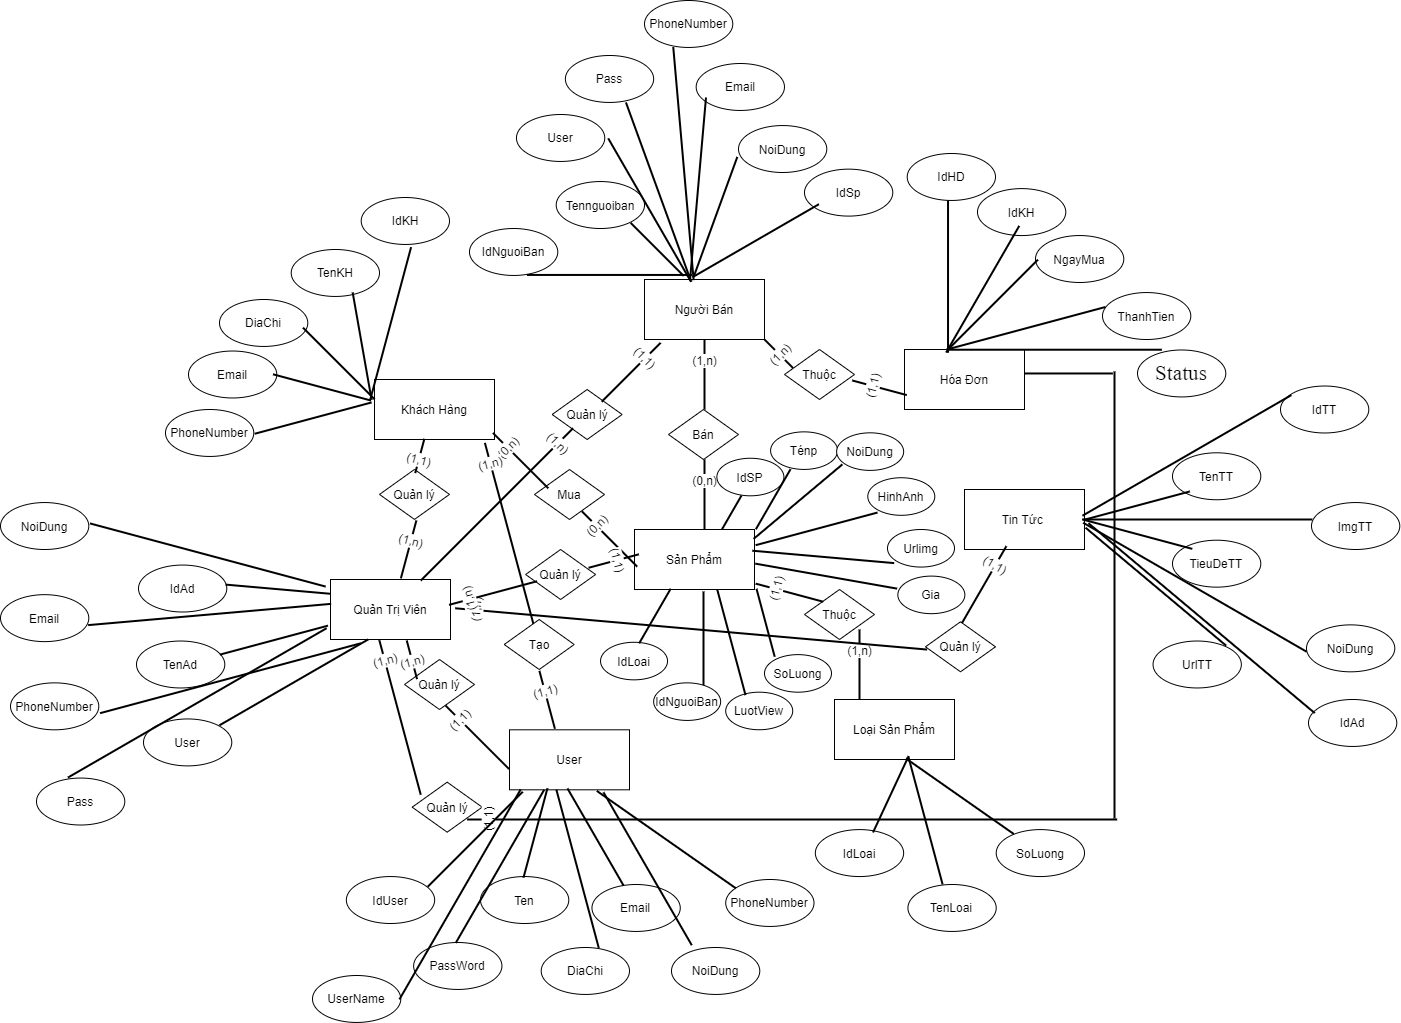 PhoneNumber
Pass
Email
User
NoiDung
IdSp
Tennguoiban
IdNguoiBan
IdHD
IdKH
NgayMua
ThanhTien
Status
IdKH
TenKH
DiaChi
Email
PhoneNumber
Người Bán
Hóa Đơn
Khách Hàng
(1,1)
(1,n)
(1,n)
Thuộc
(1,1)
Quản lý
(1,n)
Bán
(0,n)
(0,n)
(1,n)
(1,1)
Quản lý
(1,n)
Mua
(0,n)
IdSP
Ténp
NoiDung
HinhAnh
Urlimg
Gia
IdTT
TenTT
ImgTT
TieuDeTT
NoiDung
UrlTT
IdAd
Tin Tức
(1,1)
Sản Phẩm
(1,1)
Quản lý
(1,1)
Thuộc
(1,n)
Quản lý
NoiDung
IdAd
Email
TenAd
PhoneNumber
User
Pass
Quản Trị Viên
(1,n)
(1,n)
Quản lý
(1,1)
Tạo
(1,1)
IdLoai
IdNguoiBan
LuotView
SoLuong
Loại Sản Phẩm
User
Quản lý
(1,1)
IdLoai
TenLoai
SoLuong
IdUser
Ten
Email
PhoneNumber
PassWord
DiaChi
NoiDung
UserName